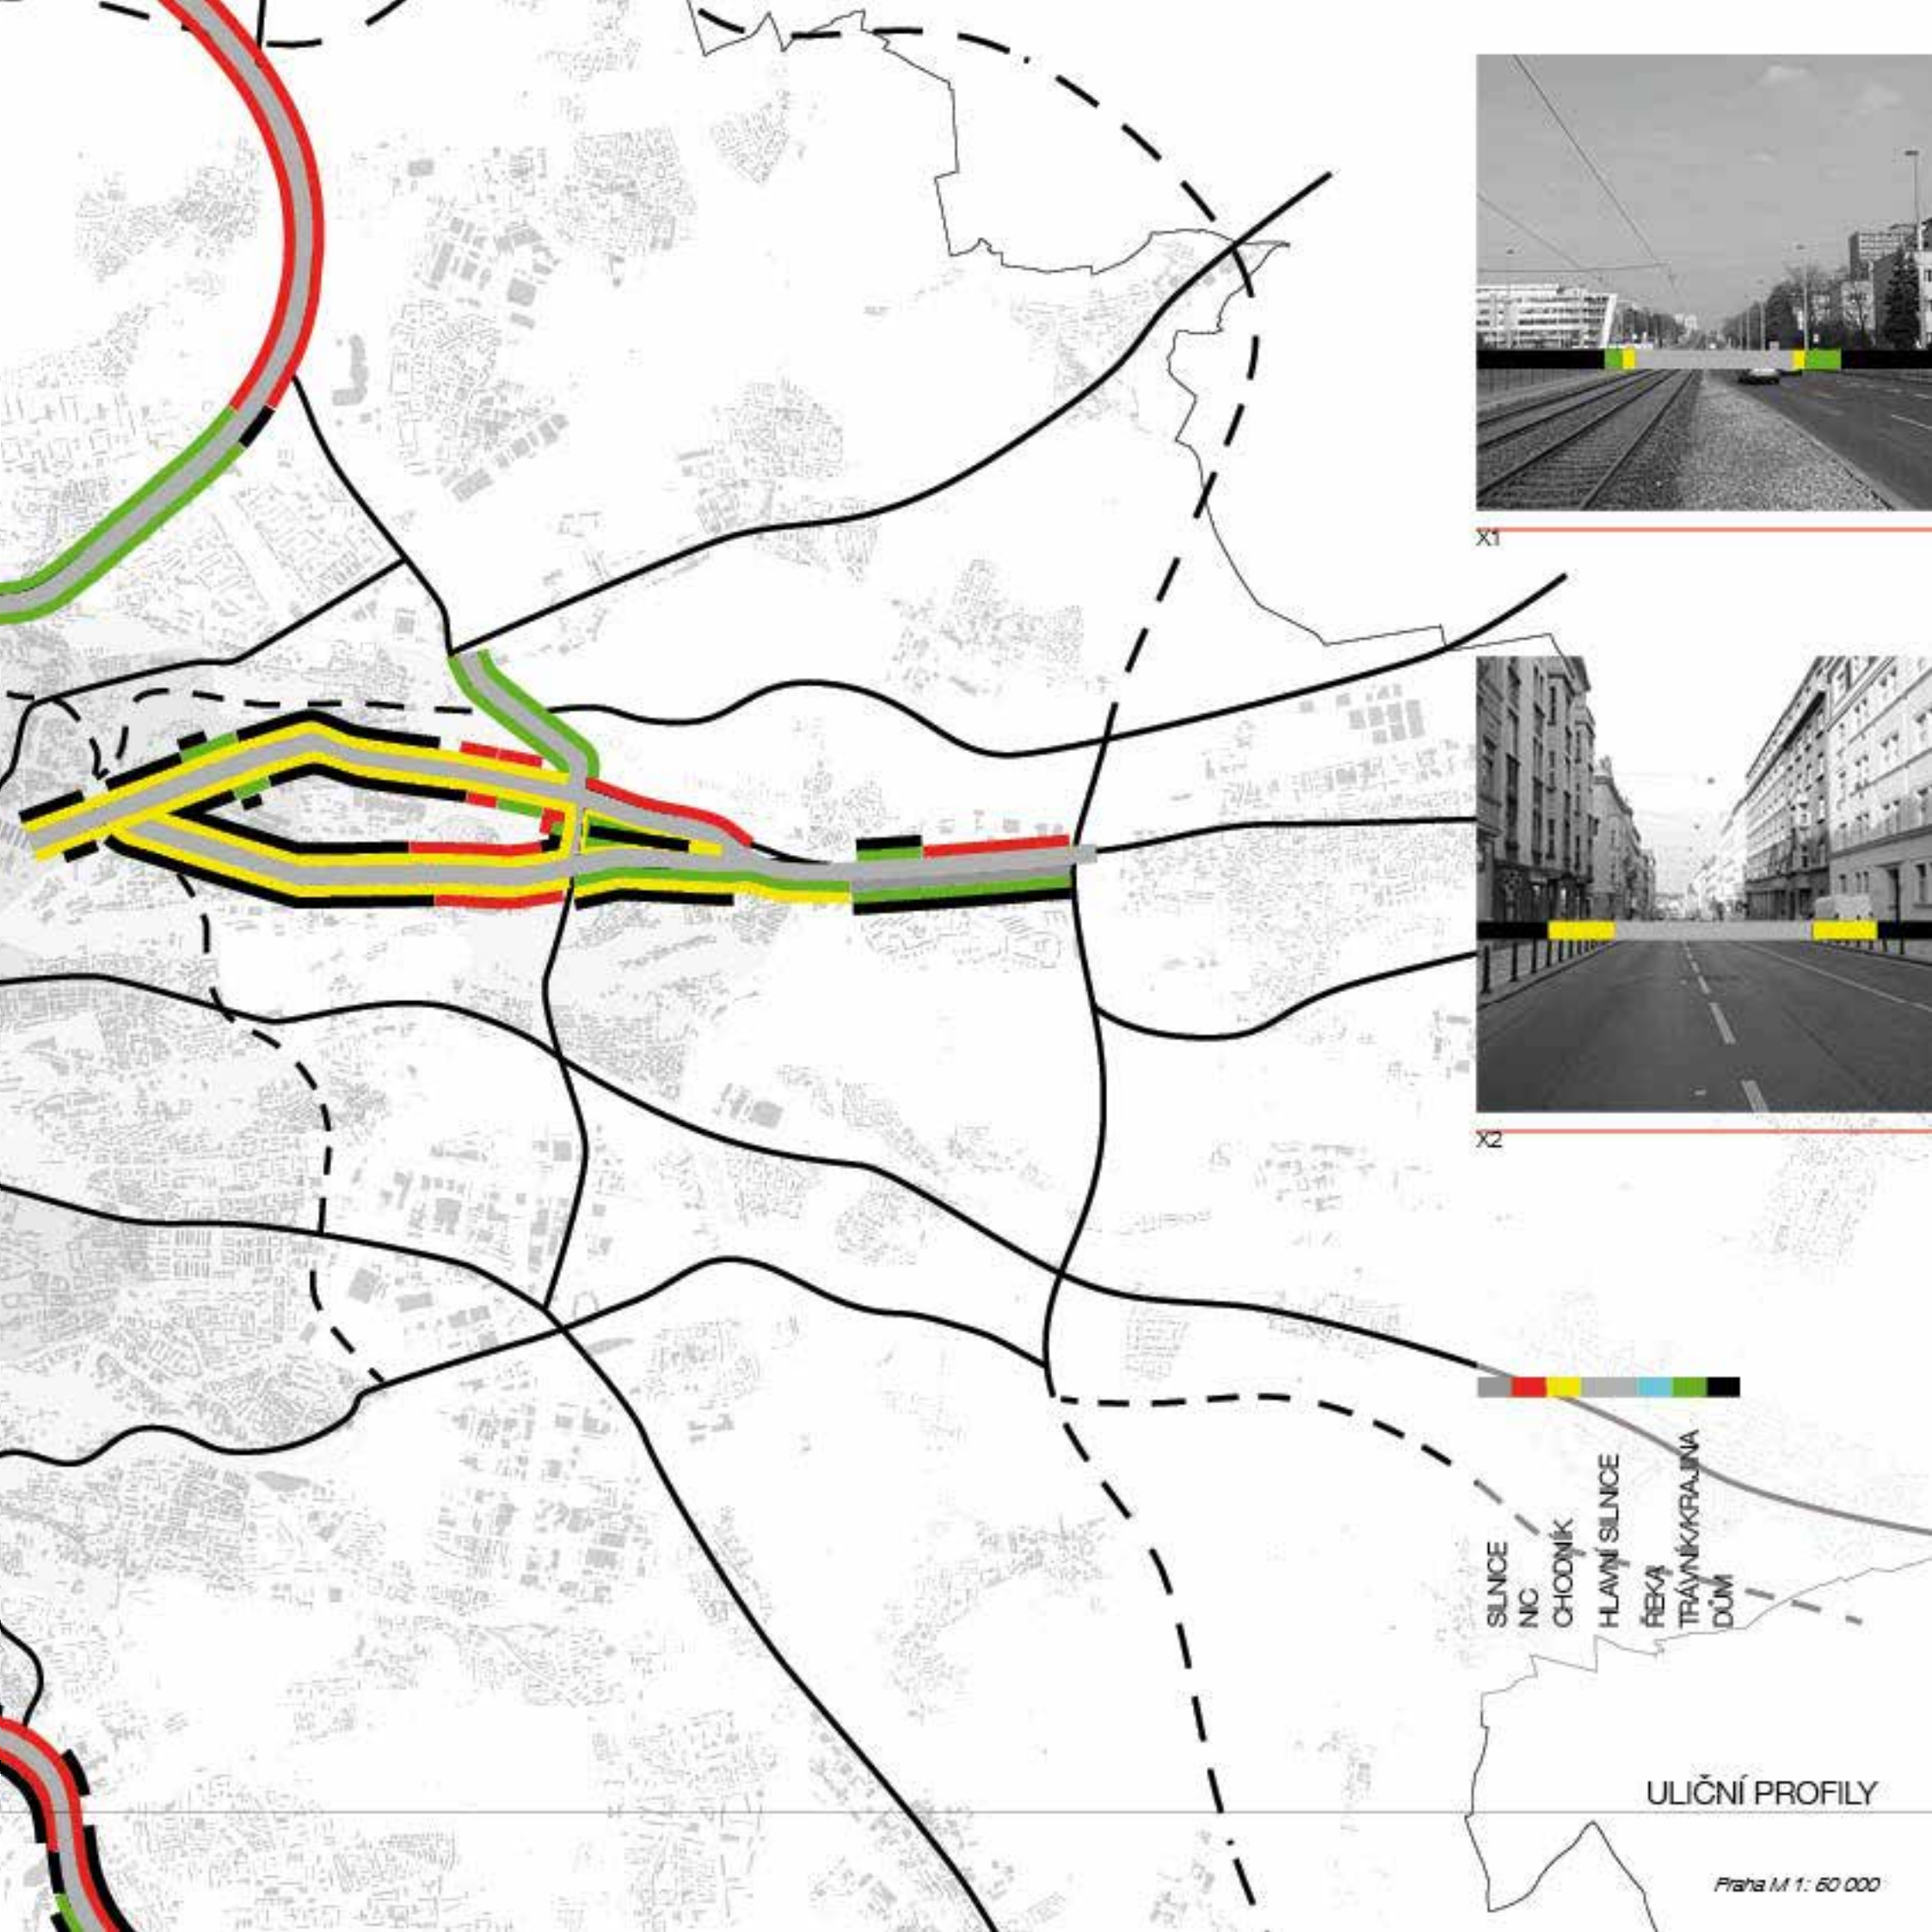 X1
X2
SILNICE
NIC
CHODNÍK
HLAVNÍ SILNICE
ŘEKA
TRÁVNÍK/KRAJINA
DŮM
ULIČNÍ PROFILY
Praha M 1: 60 000